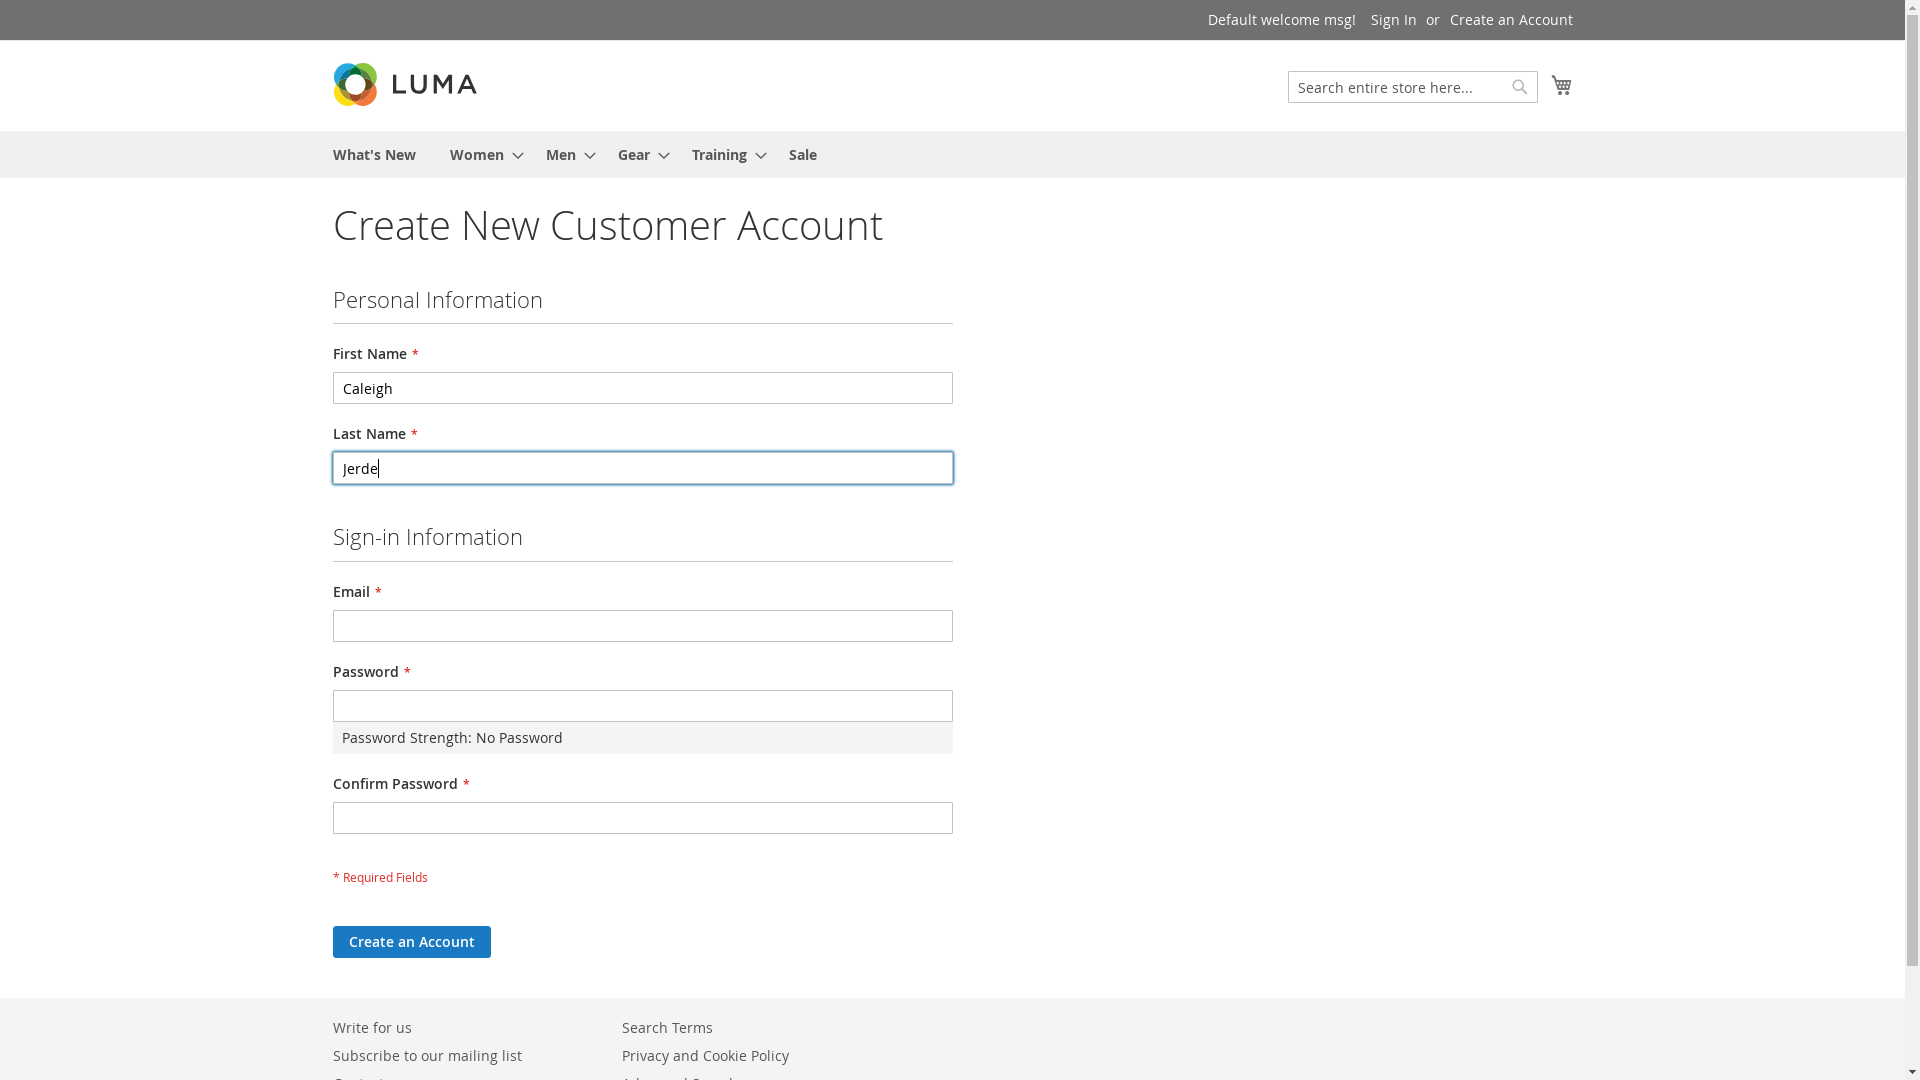 Default welcome msg! Sign In or Create an Account
LUMA
Search entire store here...
What's New Women Men Gear Training Sale
Create New Customer Account
Personal Information
First Name *
Caleigh
Last Name *
Jerde
Sign-in Information
Email *
Password *
Password Strength: No Password
Confirm Password *
* Required Fields
Create an Account
Write for us
Search Terms
Subscribe to our mailing list
Privacy and Cookie Policy